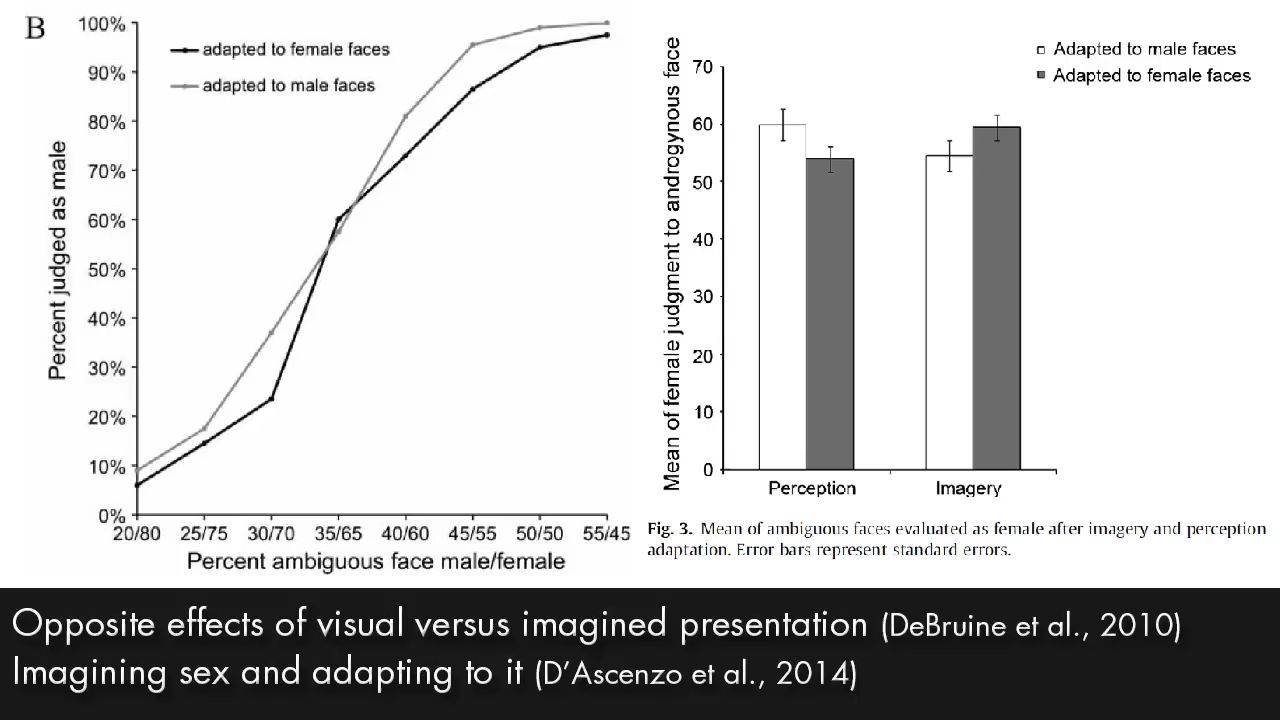 B
100%
90%
80%
70%
60%
50%
40%
30%
20%
10%
0%
Percent judged as male
adapted to female faces
adapted to male faces
20/80 25/75 30/70 35/65 40/60 45/55 50/50 55/45
Percent ambiguous face male/female
Mean of female judgment to androgynous face
70
60
50
40
30
20
10
0
Adapted to male faces
Adapted to female faces
Perception Imagery
Fig. 3. Mean of ambiguous faces evaluated as female after imagery and perception
adaptation. Error bars represent standard errors.
Opposite effects of visual versus imagined presentation (DeBruine et al., 2010)
Imagining sex and adapting to it (D’Ascenzo et al., 2014)